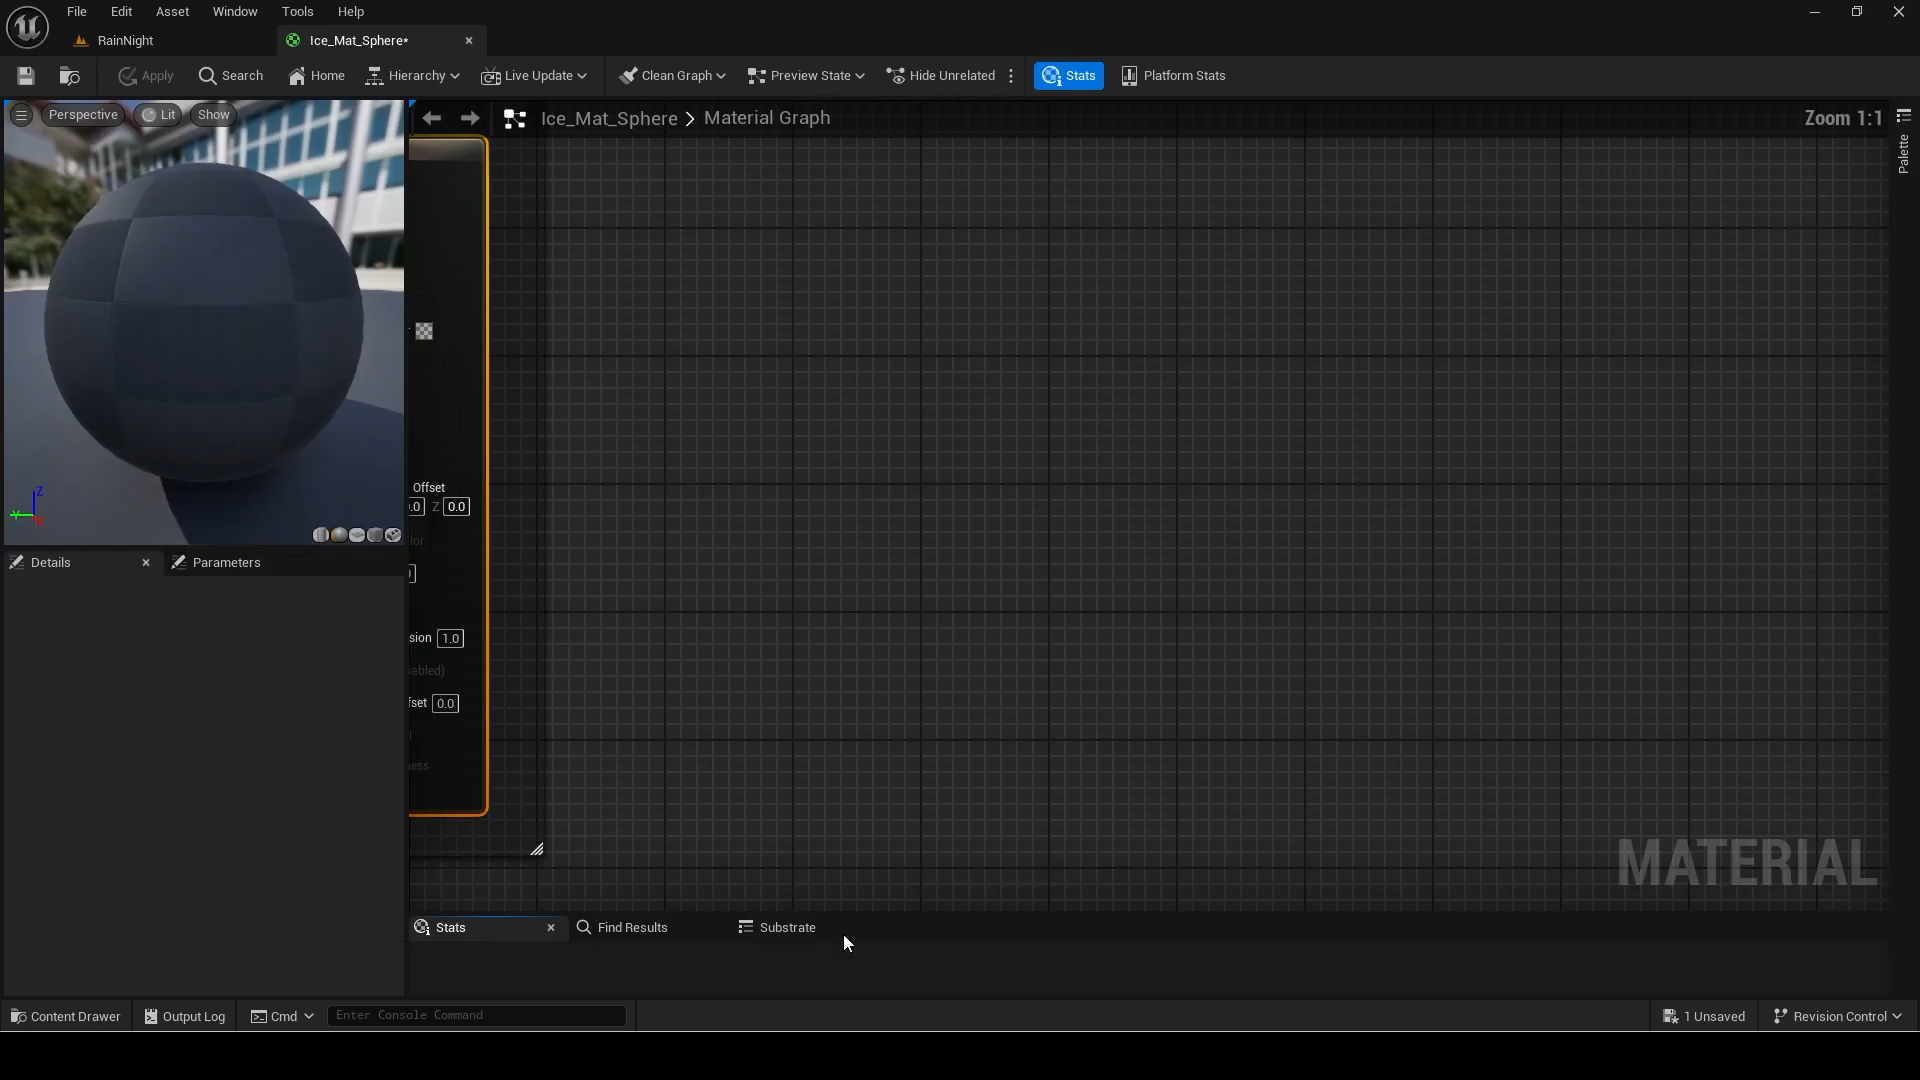 File Edit Asset Window Tools Help
RainNight Ice_Mat_Sphere*
Apply Search Home Hierarchy Live Update Clean Graph Preview State Hide Unrelated Stats Platform Stats
Perspective Lit Show
Ice_Mat_Sphere > Material Graph
Zoom 1:1
Palette
Offset
.0 Z 0.0
lor
sion 1.0
abled)
fset 0.0
ness
Z
Y
Details Parameters
MATERIAL
Stats Find Results Substrate
Content Drawer Output Log Cmd Enter Console Command 1 Unsaved Revision Control